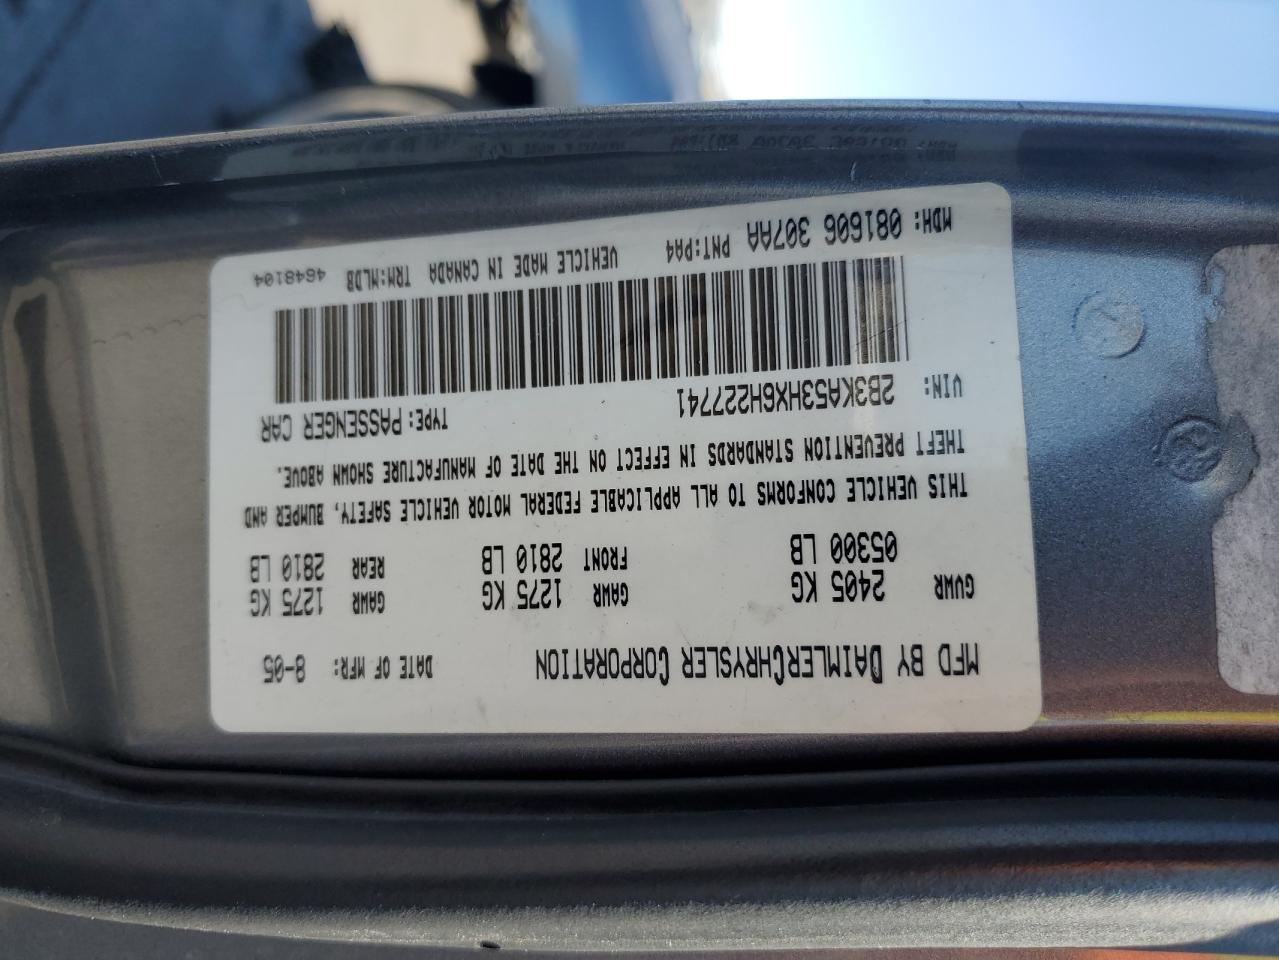 MFD BY DAIMLERCHRYSLER CORPORATION DATE OF MFR: 8-05
GVWR 2405 KG GAWR 1275 KG GAWR 1275 KG
05300 LB FRONT 2810 LB REAR 2810 LB
THIS VEHICLE CONFORMS TO ALL APPLICABLE FEDERAL MOTOR VEHICLE SAFETY, BUMPER AND
THEFT PREVENTION STANDARDS IN EFFECT ON THE DATE OF MANUFACTURE SHOWN ABOVE.
VIN: 2B3KA53HX6H227741 TYPE: PASSENGER CAR
MDH: 081606 307AA PNT:PA4 VEHICLE MADE IN CANADA TRM:MLDB 4648104